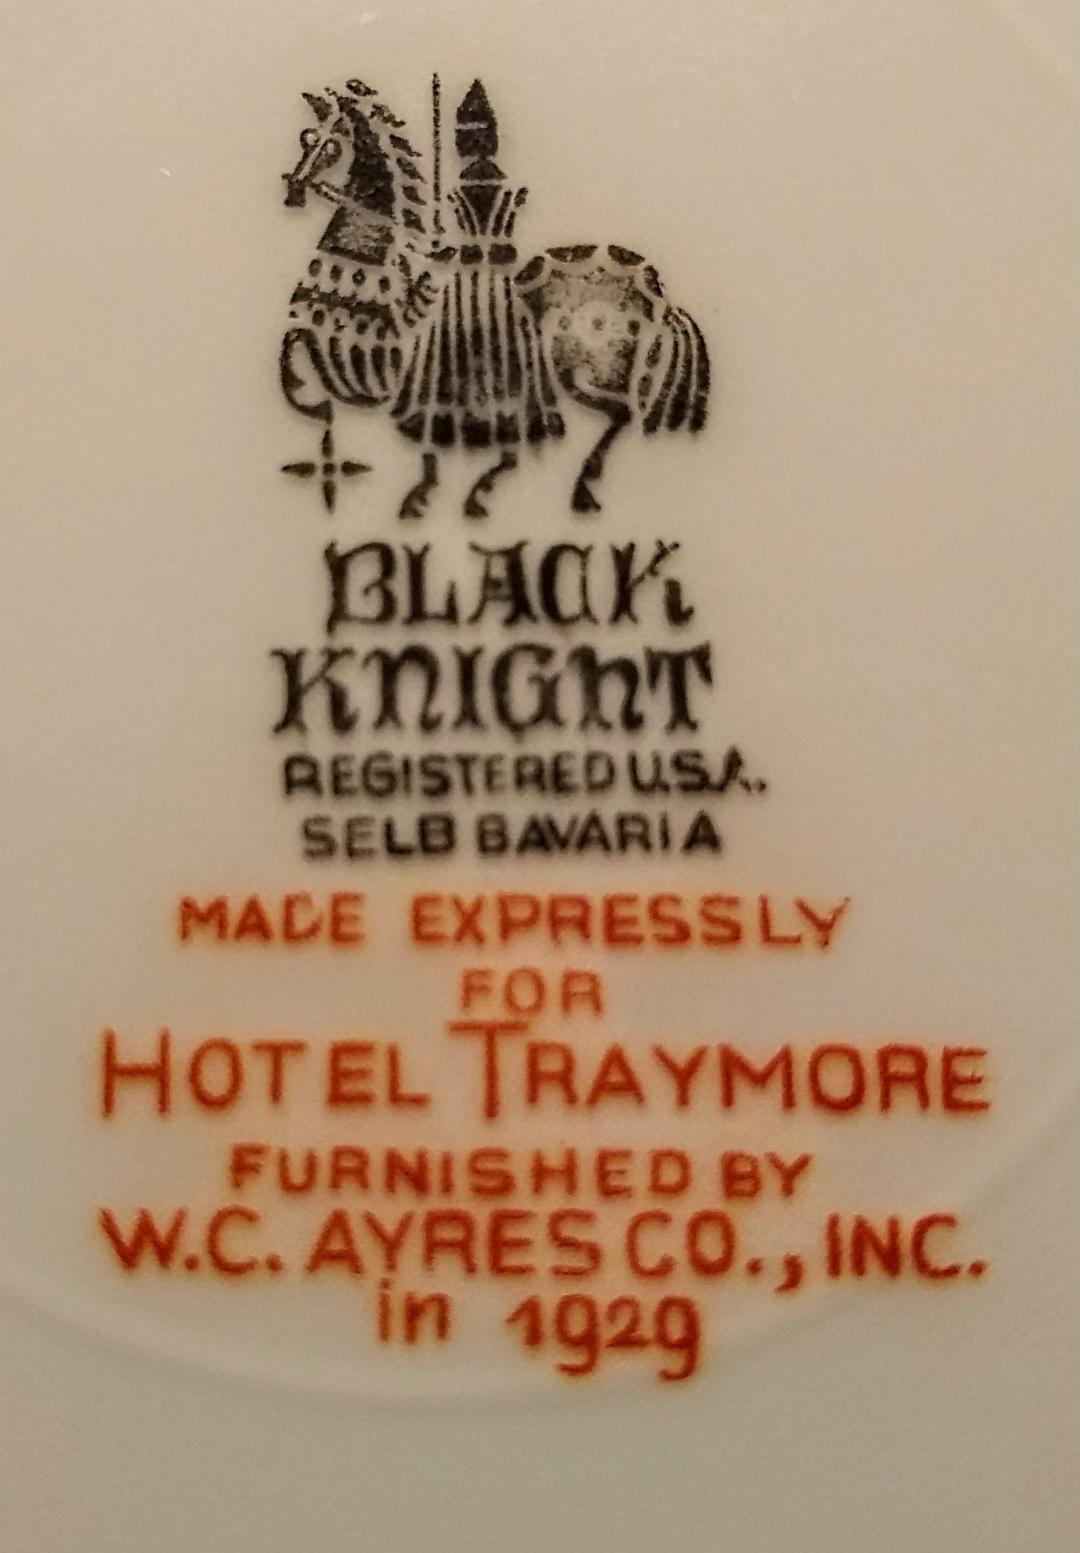 BLACK
KNIGHT
REGISTERED U.S.A.
SELB BAVARIA
MADE EXPRESSLY
FOR
HOTEL TRAYMORE
FURNISHED BY
W.C. AYRES CO., INC.
in 1929